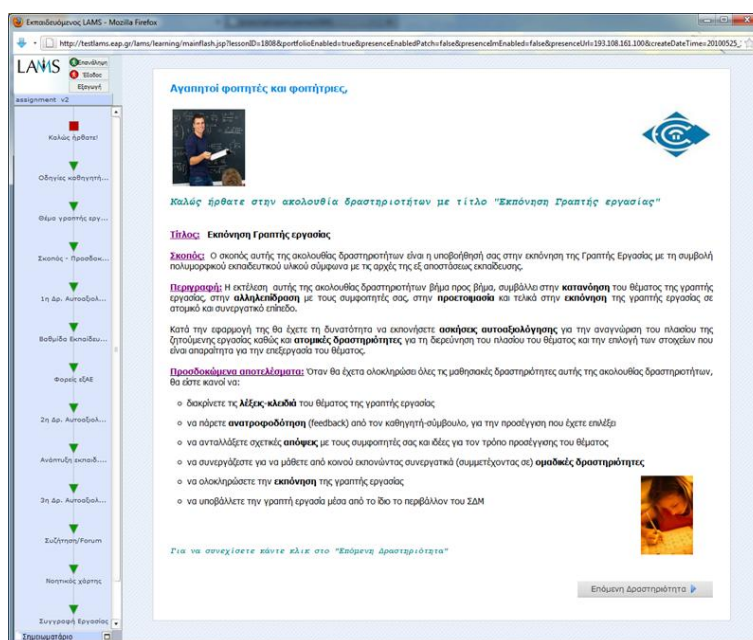 Εκπαιδευόμενος LAMS - Mozilla Firefox
http://testlams.eap.gr/lams/learning/mainflash.jsp?lessonID=1808&portfolioEnabled=true&presenceEnabledPatch=false&presenceImEnabled=false&presenceUrl=193.108.161.100&createDateTime=20100525_
LAMS
Επανάληψη
Έξοδος
Εξαγωγή
assignment v2
Καλώς ήρθατε!
Οδηγίες καθηγητή...
Θέμα γραπτής εργ...
Σκοπός - Προσδοκ...
1η Δρ. Αυτοαξιολ...
Βαθμίδα Εκπαίδευ...
Φορείς εξΑΕ
2η Δρ. Αυτοαξιολ...
Ανάπτυξη εκπαιδ....
3η Δρ. Αυτοαξιολ...
Συζήτηση/Forum
Νοητικός χάρτης
Συγγραφή Εργασίας
Σημειωματάριο
Αγαπητοί φοιτητές και φοιτήτριες,
Καλώς ήρθατε στην ακολουθία δραστηριοτήτων με τίτλο "Εκπόνηση Γραπτής εργασίας"
Τίτλος: Εκπόνηση Γραπτής εργασίας
Σκοπός: Ο σκοπός αυτής της ακολουθίας δραστηριοτήτων είναι η υποβοήθησή σας στην εκπόνηση της Γραπτής Εργασίας με τη συμβολή
πολυμορφικού εκπαιδευτικού υλικού σύμφωνα με τις αρχές της εξ αποστάσεως εκπαίδευσης.
Περιγραφή: Η εκτέλεση αυτής της ακολουθίας δραστηριοτήτων βήμα προς βήμα, συμβάλλει στην κατανόηση του θέματος της γραπτής
εργασίας, στην αλληλεπίδραση με τους συμφοιτητές σας, στην προετοιμασία και τελικά στην εκπόνηση της γραπτής εργασίας σε
ατομικό και συνεργατικό επίπεδο.
Κατά την εφαρμογή της θα έχετε τη δυνατότητα να εκπονήσετε ασκήσεις αυτοαξιολόγησης για την αναγνώριση του πλαισίου της
ζητούμενης εργασίας καθώς και ατομικές δραστηριότητες για τη διερεύνηση του πλαισίου του θέματος και την επιλογή των στοιχείων που
είναι απαραίτητα για την επεξεργασία του θέματος.
Προσδοκώμενα αποτελέσματα: Όταν θα έχετα ολοκληρώσει όλες τις μαθησιακές δραστηριότητες αυτής της ακολουθίας δραστηριοτήτων,
θα είστε ικανοί να:
διακρίνετε τις λέξεις-κλειδιά του θέματος της γραπτής εργασίας
να πάρετε ανατροφοδότηση (feedback) από τον καθηγητή-σύμβουλο, για την προσέγγιση που έχετε επιλέξει
να ανταλλάξετε σχετικές απόψεις με τους συμφοιτητές σας και ιδέες για τον τρόπο προσέγγισης του θέματος
να συνεργάζεστε για να μάθετε από κοινού εκπονώντας συνεργατικά (συμμετέχοντας σε) ομαδικές δραστηριότητες
να ολοκληρώσετε την εκπόνηση της γραπτής εργασίας
να υποβάλλετε την γραπτή εργασία μέσα από το ίδιο το περιβάλλον του ΣΔΜ
Για να συνεχίσετε κάντε κλικ στο "Επόμενη Δραστηριότητα"
Επόμενη Δραστηριότητα